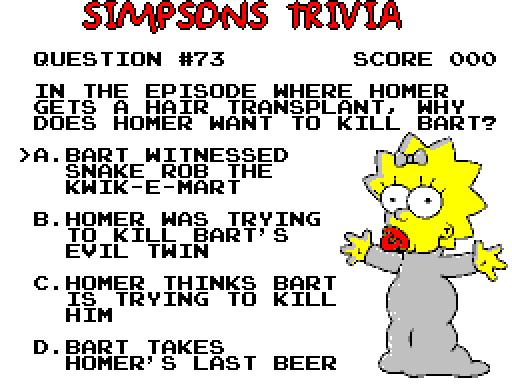 SIMPSONS TRIVIA
QUESTION #73 SCORE 000
IN THE EPISODE WHERE HOMER
GETS A HAIR TRANSPLANT, WHY
DOES HOMER WANT TO KILL BART?
>A.BART WITNESSED
SNAKE ROB THE
KWIK-E-MART
B.HOMER WAS TRYING
TO KILL BART'S
EVIL TWIN
C.HOMER THINKS BART
IS TRYING TO KILL
HIM
D.BART TAKES
HOMER'S LAST BEER